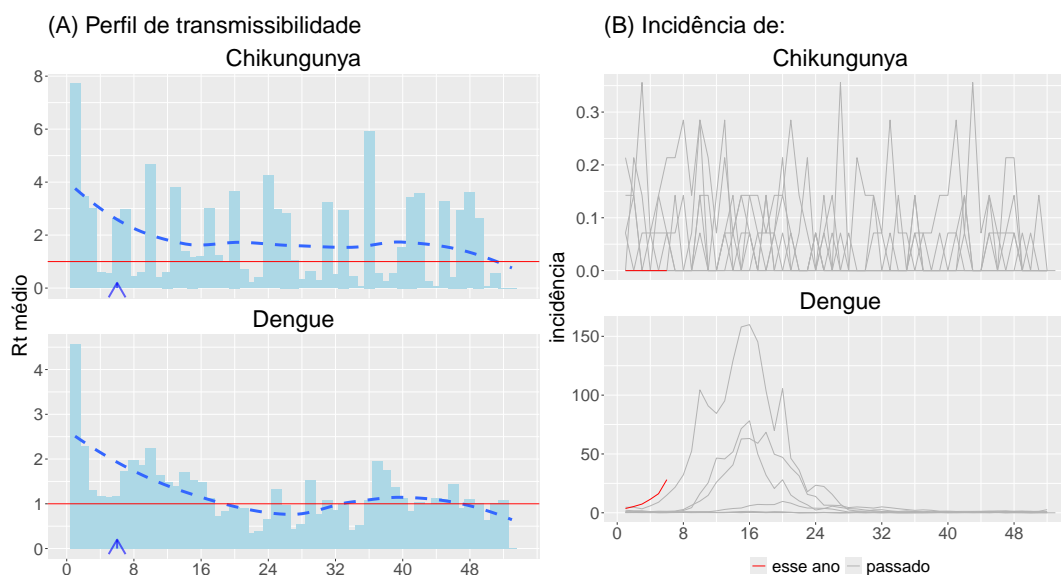 (A) Perfil de transmissibilidade
Chikungunya
8
6
4
2
0
Dengue
4
3
2
1
0
0 8 16 24 32 40 48
Rt médio
(B) Incidência de:
Chikungunya
0.3
0.2
0.1
0.0
Dengue
150
100
50
0
0 8 16 24 32 40 48
incidência
esse ano passado